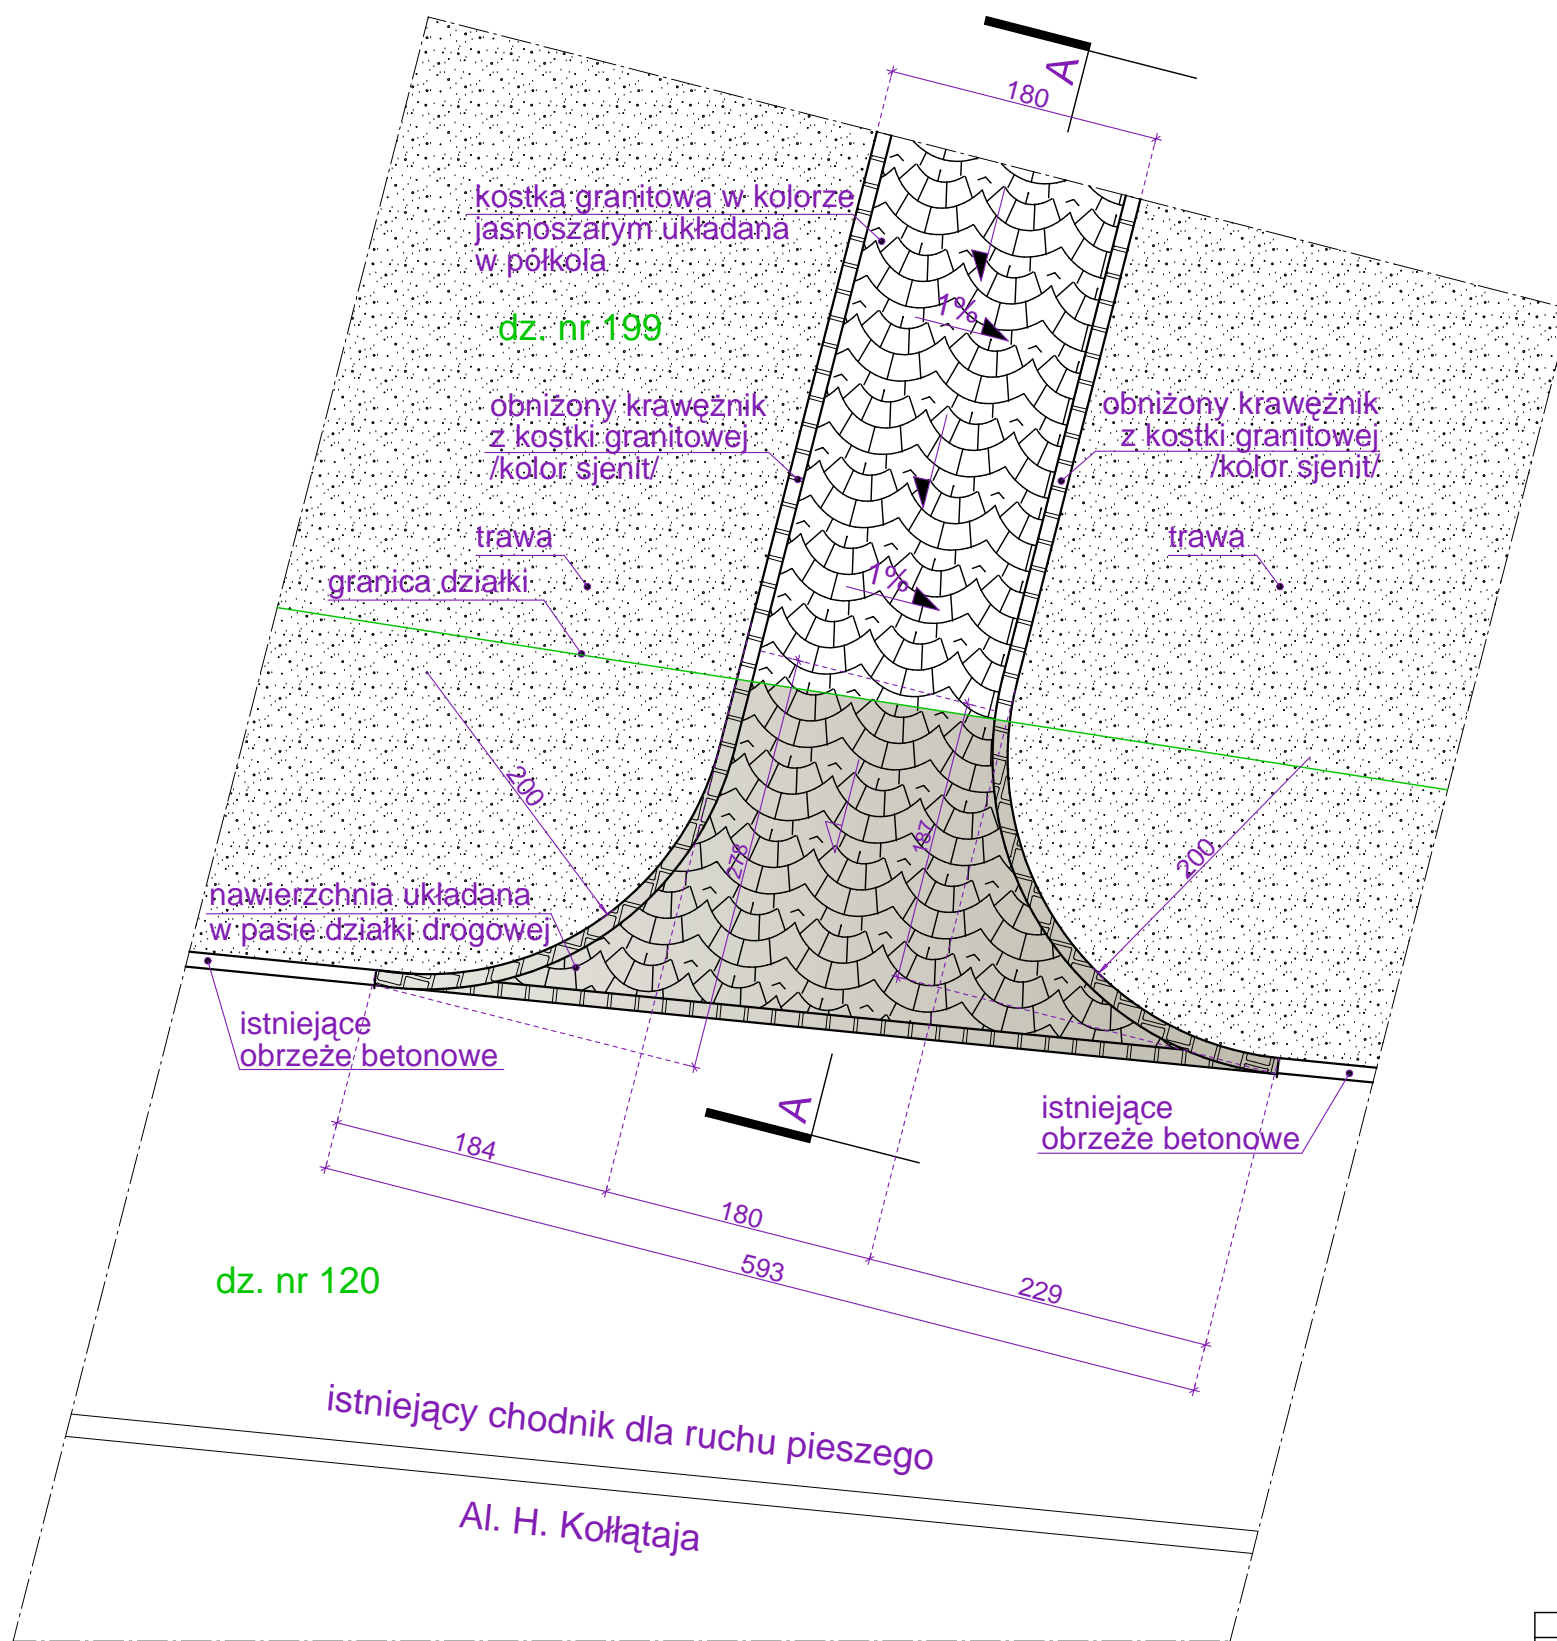 A
180
kostka granitowa w kolorze
jasnoszarym układana
w półkola
1%
dz. nr 199
obniżony krawężnik
z kostki granitowej
/kolor sjenit/
obniżony krawężnik
z kostki granitowej
/kolor sjenit/
trawa
trawa
granica działki
1%
200
278
187
200
nawierzchnia układana
w pasie działki drogowej
istniejące
obrzeże betonowe
A
istniejące
obrzeże betonowe
184
180
593
229
dz. nr 120
istniejący chodnik dla ruchu pieszego
Al. H. Kołłątaja